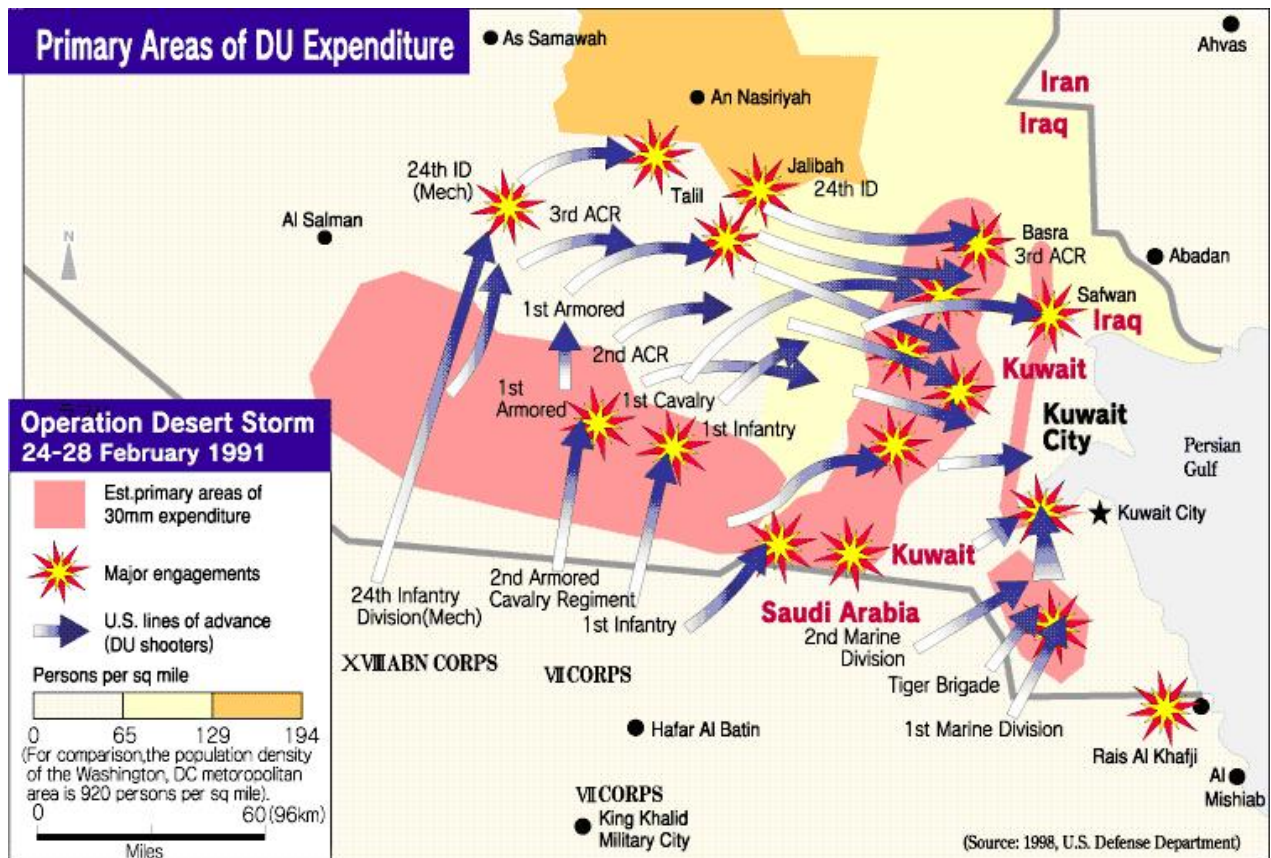 Primary Areas of DU Expenditure
As Samawah
Ahvas
An Nasiriyah
Iran
Iraq
24th ID
(Mech)
Jalibah
24th ID
Talil
3rd ACR
Al Salman
N
Basra
3rd ACR
Abadan
1st Armored
Safwan
Iraq
2nd ACR
Kuwait
1st
Armored
1st Cavalry
1st Infantry
Kuwait
City
Persian
Gulf
Kuwait City
Kuwait
Saudi Arabia
24th Infantry
Division(Mech)
2nd Armored
Cavalry Regiment
1st Infantry
2nd Marine
Division
Tiger Brigade
1st Marine Division
XVIII ABN CORPS
VII CORPS
Hafar Al Batin
Rais Al Khafji
Al
Mishiab
VII CORPS
King Khalid
Military City
(Source: 1998, U.S. Defense Department)
Operation Desert Storm
24-28 February 1991
Est.primary areas of
30mm expenditure
Major engagements
U.S. lines of advance
(DU shooters)
Persons per sq mile
0 65 129 194
(For comparison,the population density
of the Washington, DC metoropolitan
area is 920 persons per sq mile).
0 60 (96km)
Miles